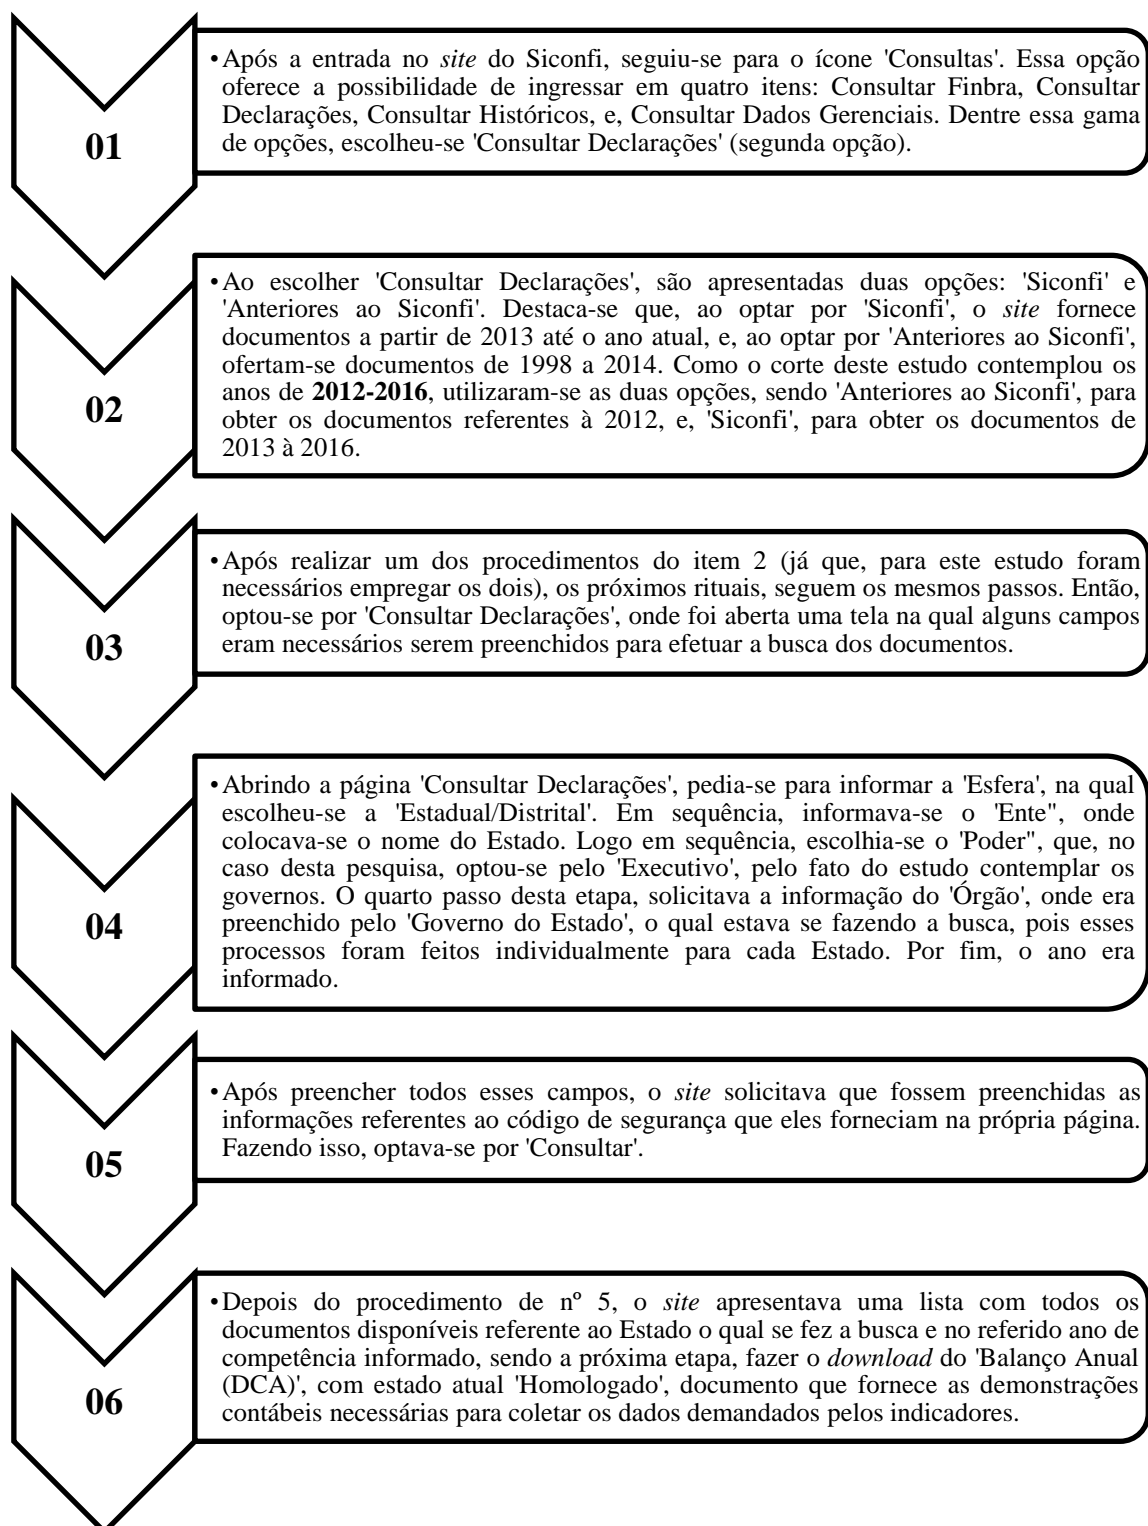 01
•Após a entrada no site do Siconfi, seguiu-se para o ícone 'Consultas'. Essa opção
oferece a possibilidade de ingressar em quatro itens: Consultar Finbra, Consultar
Declarações, Consultar Históricos, e, Consultar Dados Gerenciais. Dentre essa gama
de opções, escolheu-se 'Consultar Declarações' (segunda opção).
02
•Ao escolher 'Consultar Declarações', são apresentadas duas opções: 'Siconfi' e
'Anteriores ao Siconfi'. Destaca-se que, ao optar por 'Siconfi', o site fornece
documentos a partir de 2013 até o ano atual, e, ao optar por 'Anteriores ao Siconfi',
ofertam-se documentos de 1998 a 2014. Como o corte deste estudo contemplou os
anos de 2012-2016, utilizaram-se as duas opções, sendo 'Anteriores ao Siconfi', para
obter os documentos referentes à 2012, e, 'Siconfi', para obter os documentos de
2013 à 2016.
03
•Após realizar um dos procedimentos do item 2 (já que, para este estudo foram
necessários empregar os dois), os próximos rituais, seguem os mesmos passos. Então,
optou-se por 'Consultar Declarações', onde foi aberta uma tela na qual alguns campos
eram necessários serem preenchidos para efetuar a busca dos documentos.
04
•Abrindo a página 'Consultar Declarações', pedia-se para informar a 'Esfera', na qual
escolheu-se a 'Estadual/Distrital'. Em sequência, informava-se o 'Ente", onde
colocava-se o nome do Estado. Logo em sequência, escolhia-se o 'Poder", que, no
caso desta pesquisa, optou-se pelo 'Executivo', pelo fato do estudo contemplar os
governos. O quarto passo desta etapa, solicitava a informação do 'Órgão', onde era
preenchido pelo 'Governo do Estado', o qual estava se fazendo a busca, pois esses
processos foram feitos individualmente para cada Estado. Por fim, o ano era
informado.
05
•Após preencher todos esses campos, o site solicitava que fossem preenchidas as
informações referentes ao código de segurança que eles forneciam na própria página.
Fazendo isso, optava-se por 'Consultar'.
06
•Depois do procedimento de nº 5, o site apresentava uma lista com todos os
documentos disponíveis referente ao Estado o qual se fez a busca e no referido ano de
competência informado, sendo a próxima etapa, fazer o download do 'Balanço Anual
(DCA)', com estado atual 'Homologado', documento que fornece as demonstrações
contábeis necessárias para coletar os dados demandados pelos indicadores.